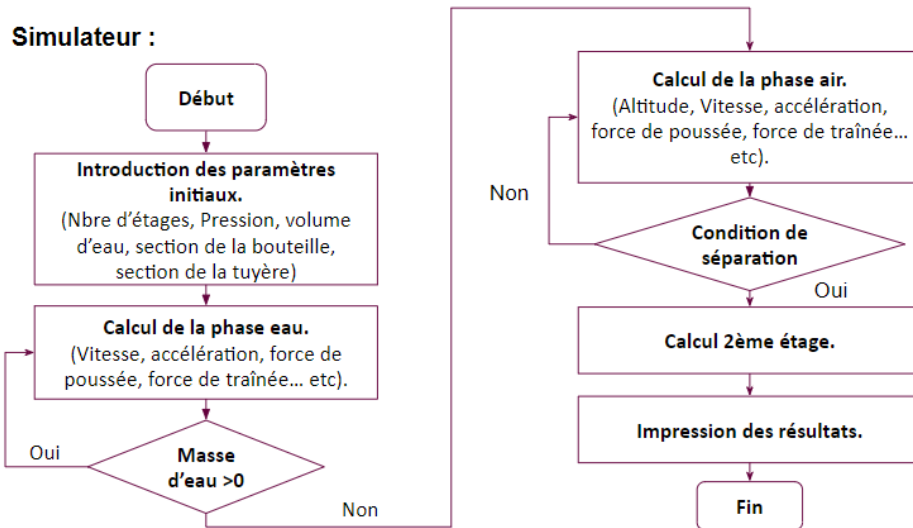 Simulateur :
Début
Introduction des paramètres
initiaux.
(Nbre d'étages, Pression, volume
d'eau, section de la bouteille,
section de la tuyère)
Calcul de la phase eau.
(Vitesse, accélération, force de
poussée, force de traînée... etc).
Oui
Masse
d'eau >0
Non
Calcul de la phase air.
(Altitude, Vitesse, accélération,
force de poussée, force de traînée...
etc).
Non
Condition de
séparation
Oui
Calcul 2ème étage.
Impression des résultats.
Fin